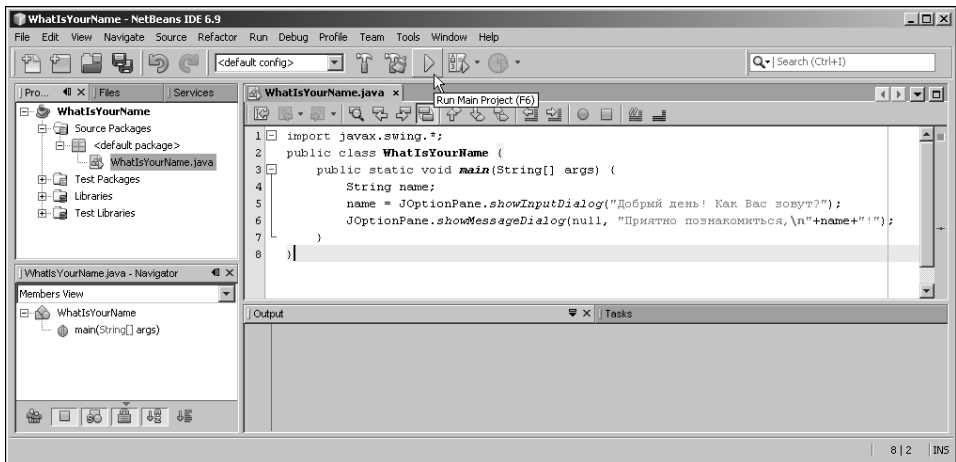 WhatIsYourName - NetBeans IDE 6.9
File Edit View Navigate Source Refactor Run Debug Profile Team Tools Window Help
<default config>
Search (Ctrl+I)
Pro... Files Services
WhatIsYourName
Source Packages
<default package>
WhatIsYourName.java
Test Packages
Libraries
Test Libraries
WhatIsYourName.java
Run Main Project (F6)
1 import javax.swing.*;
2 public class WhatIsYourName {
3 public static void main(String[] args) {
4 String name;
5 name = JOptionPane.showInputDialog("Добрый день! Как Вас зовут?");
6 JOptionPane.showMessageDialog(null, "Приятно познакомиться,\n"+name+"!");
7 }
8 }
WhatIsYourName.java - Navigator
Members View
WhatIsYourName
main(String[] args)
Output Tasks
8|2 INS